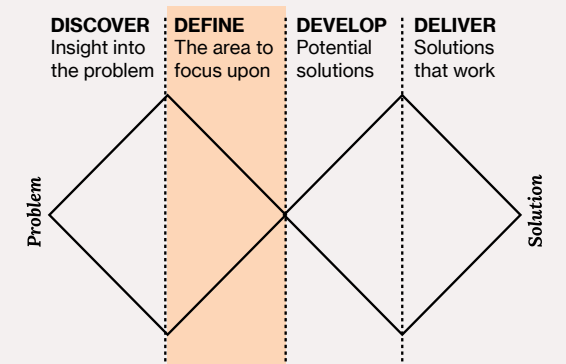 DISCOVER
Insight into
the problem
DEFINE
The area to
focus upon
DEVELOP
Potential
solutions
DELIVER
Solutions
that work
Problem
Solution